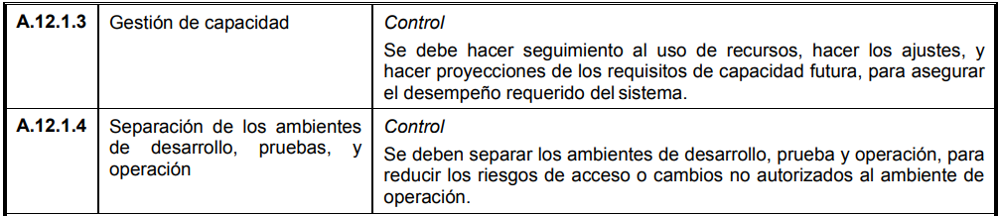 A.12.1.3 Gestión de capacidad Control
Se debe hacer seguimiento al uso de recursos, hacer los ajustes, y
hacer proyecciones de los requisitos de capacidad futura, para asegurar
el desempeño requerido del sistema.
A.12.1.4 Separación de los ambientes Control
de desarrollo, pruebas, y
operación
Se deben separar los ambientes de desarrollo, prueba y operación, para
reducir los riesgos de acceso o cambios no autorizados al ambiente de
operación.